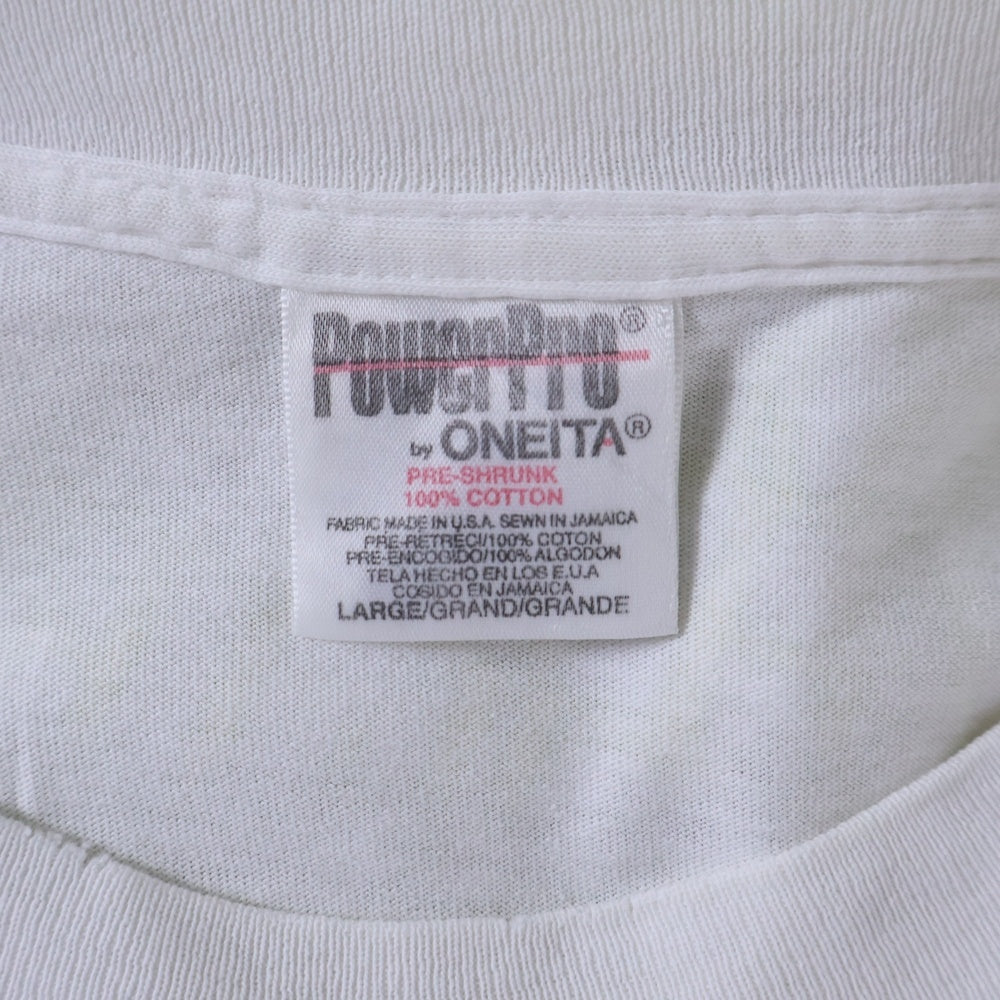 PowerPro®
by ONEITA®
PRE-SHRUNK
100% COTTON
FABRIC MADE IN U.S.A. SEWN IN JAMAICA
PRE-RETRECI/100% COTON
PRE-ENCOGIDO/100% ALGODON
TELA HECHO EN LOS E.U.A
COSIDO EN JAMAICA
LARGE/GRAND/GRANDE